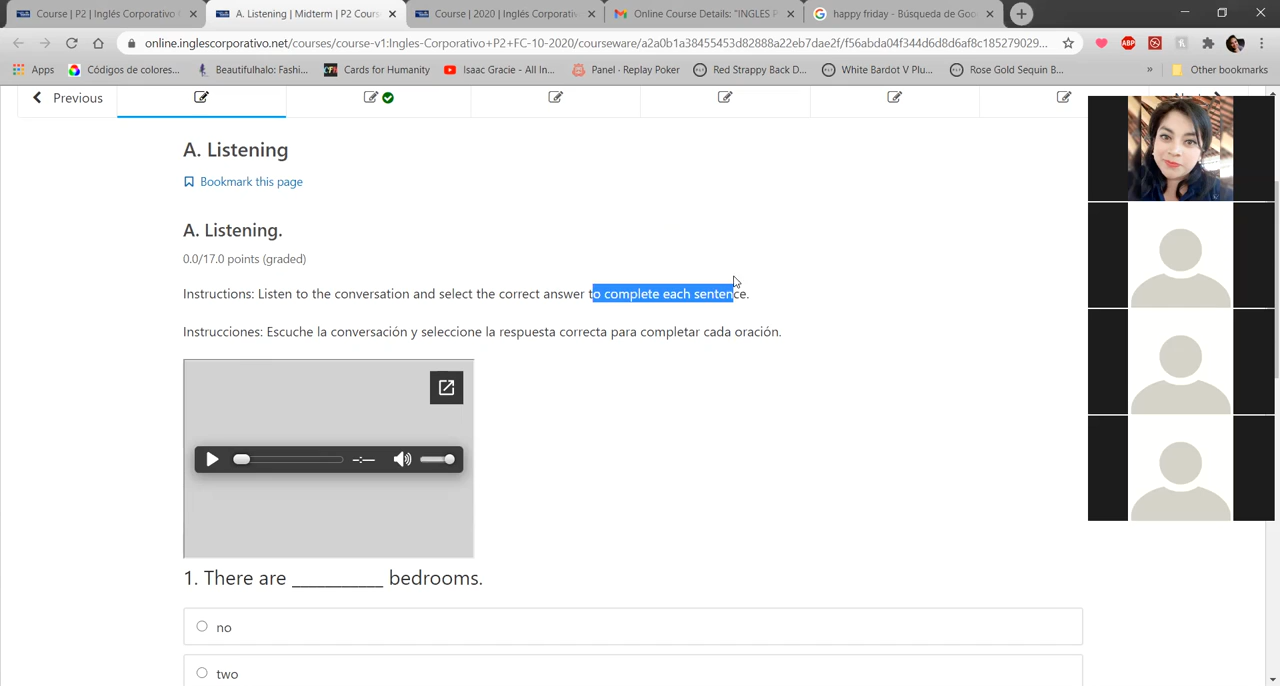 Course | P2 | Inglés Corporativo
A. Listening | Midterm | P2 Cours
Course | 2020 | Inglés Corporativ
Online Course Details: "INGLES P
happy friday - Búsqueda de Goo
online.inglescorporativo.net/courses/course-v1:Ingles-Corporativo+P2+FC-10-2020/courseware/a2a0b1a38455453d82888a22eb7dae2f/f56abda04f344d6d8d6af8c185279029...
ABP
Apps
Códigos de colores...
Beautifulhalo: Fashi...
Cards for Humanity
Isaac Gracie - All In...
Panel · Replay Poker
Red Strappy Back D...
White Bardot V Plu...
Rose Gold Sequin B...
»
Other bookmarks
Previous
A. Listening
Bookmark this page
A. Listening.
0.0/17.0 points (graded)
Instructions: Listen to the conversation and select the correct answer to complete each sentence.
Instrucciones: Escuche la conversación y seleccione la respuesta correcta para completar cada oración.
-:--
1. There are __________ bedrooms.
no
two